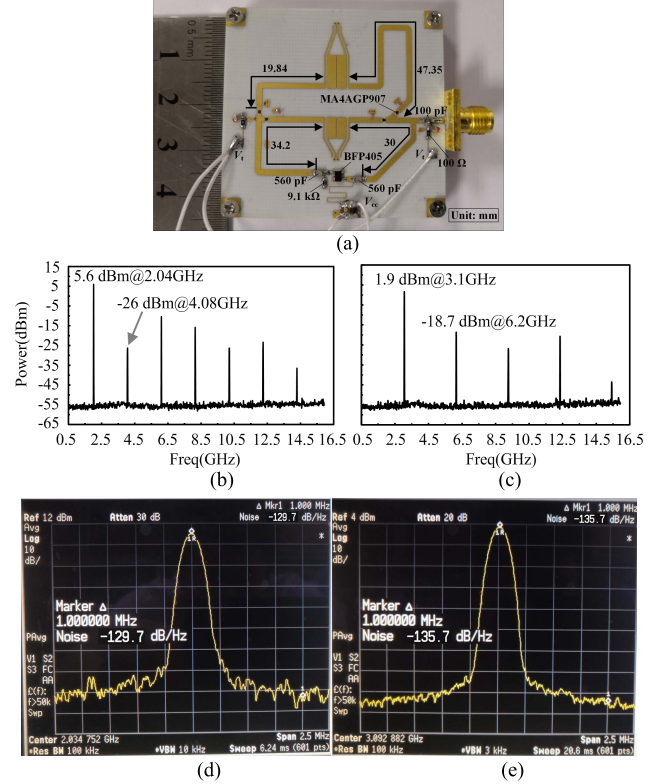 0
0.5 mm
1
2
3
4
19.84
47.35
MA4AGP907
100 pF
34.2
30
BFP405
100 Ω
Vt
Vt
560 pF
560 pF
9.1 kΩ
Vcc
Unit: mm
(a)
Power(dBm)
15
5
-5
-15
-25
-35
-45
-55
-65
5.6 dBm@2.04GHz
-26 dBm@4.08GHz
0.5 2.5 4.5 6.5 8.5 10.5 12.5 14.5 16.5
Freq(GHz)
(b)
1.9 dBm@3.1GHz
-18.7 dBm@6.2GHz
0.5 2.5 4.5 6.5 8.5 10.5 12.5 14.5 16.5
Freq(GHz)
(c)
Δ Mkr1 1.000 MHz
Ref 12 dBm Atten 30 dB Noise -129.7 dB/Hz
Avg
Log
10
dB/
1R
*
Marker Δ
1.000000 MHz
Noise -129.7 dB/Hz
PAvg
V1 S2
S3 FC
AA
£(f):
f>50k
Swp
1
Center 2.034 752 GHz Span 2.5 MHz
*Res BW 100 kHz *VBW 10 kHz Sweep 6.24 ms (601 pts)
(d)
Δ Mkr1 1.000 MHz
Ref 4 dBm Atten 20 dB Noise -135.7 dB/Hz
Avg
Log
10
dB/
1R
*
Marker Δ
1.000000 MHz
Noise -135.7 dB/Hz
PAvg
V1 S2
S3 FC
AA
£(f):
f>50k
Swp
1
Center 3.092 882 GHz Span 2.5 MHz
*Res BW 100 kHz *VBW 3 kHz Sweep 20.6 ms (601 pts)
(e)